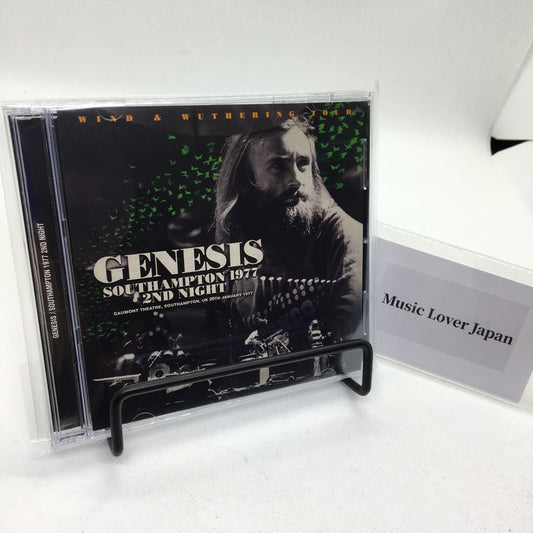 WIND & WUTHERING TOUR
GENESIS
SOUTHAMPTON 1977
2ND NIGHT
GAUMONT THEATRE, SOUTHAMPTON, UK 20TH JANUARY 1977
GENESIS / SOUTHAMPTON 1977 2ND NIGHT
Music Lover Japan